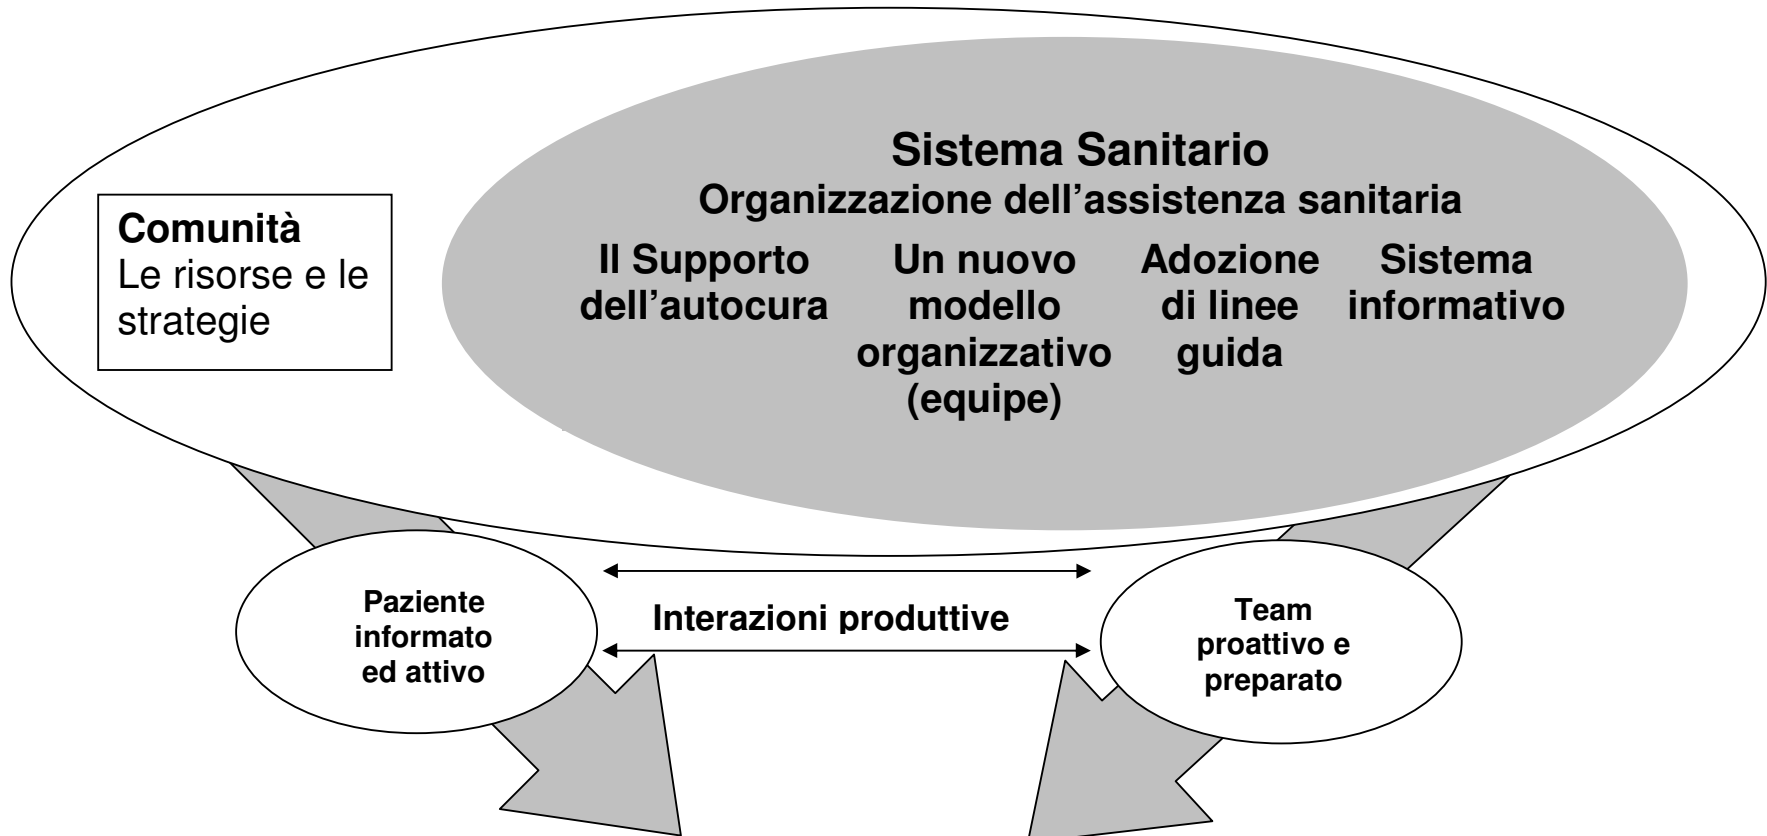 Sistema Sanitario
Organizzazione dell’assistenza sanitaria
Comunità
Le risorse e le
strategie
Il Supporto
dell’autocura
Un nuovo
modello
organizzativo
(equipe)
Adozione
di linee
guida
Sistema
informativo
Paziente
informato
ed attivo
Interazioni produttive
Team
proattivo e
preparato